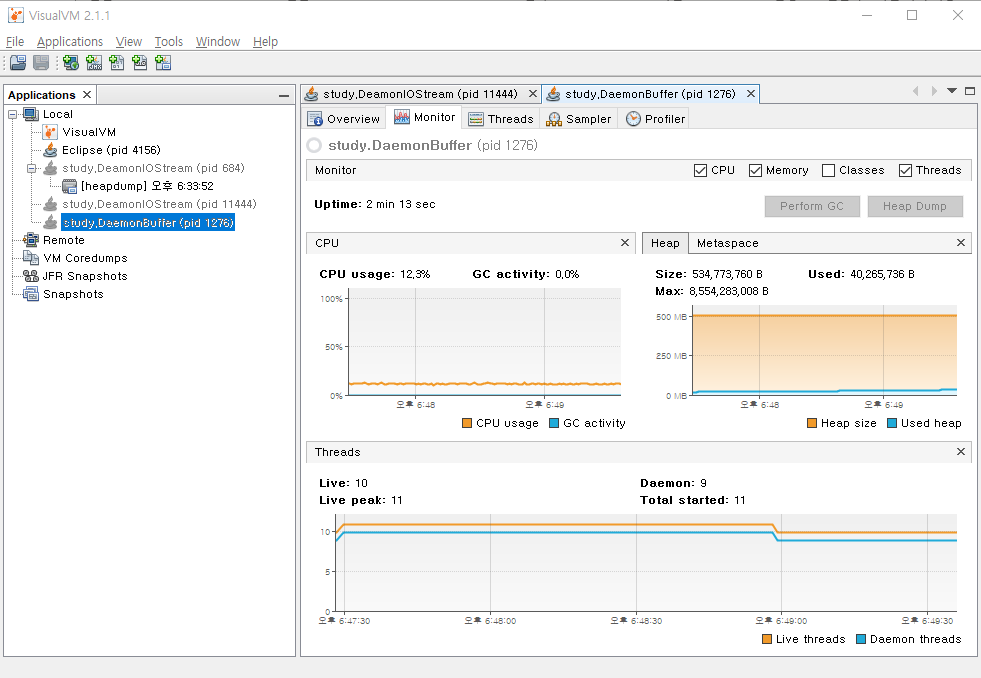 VisualVM 2.1.1
File Applications View Tools Window Help
Applications
Local
VisualVM
Eclipse (pid 4156)
study.DeamonIOStream (pid 684)
[heapdump] 오후 6:33:52
study.DeamonIOStream (pid 11444)
study.DaemonBuffer (pid 1276)
Remote
VM Coredumps
JFR Snapshots
Snapshots
study.DeamonIOStream (pid 11444) study.DaemonBuffer (pid 1276)
Overview Monitor Threads Sampler Profiler
study.DaemonBuffer (pid 1276)
Monitor CPU Memory Classes Threads
Uptime: 2 min 13 sec Perform GC Heap Dump
CPU
CPU usage: 12,3% GC activity: 0,0%
100%
50%
0%
오후 6:48 오후 6:49
CPU usage GC activity
Heap Metaspace
Size: 534,773,760 B Used: 40,265,736 B
Max: 8,554,283,008 B
500 MB
250 MB
0 MB
오후 6:48 오후 6:49
Heap size Used heap
Threads
Live: 10 Daemon: 9
Live peak: 11 Total started: 11
10
5
0
오후 6:47:30 오후 6:48:00 오후 6:48:30 오후 6:49:00 오후 6:49:30
Live threads Daemon threads